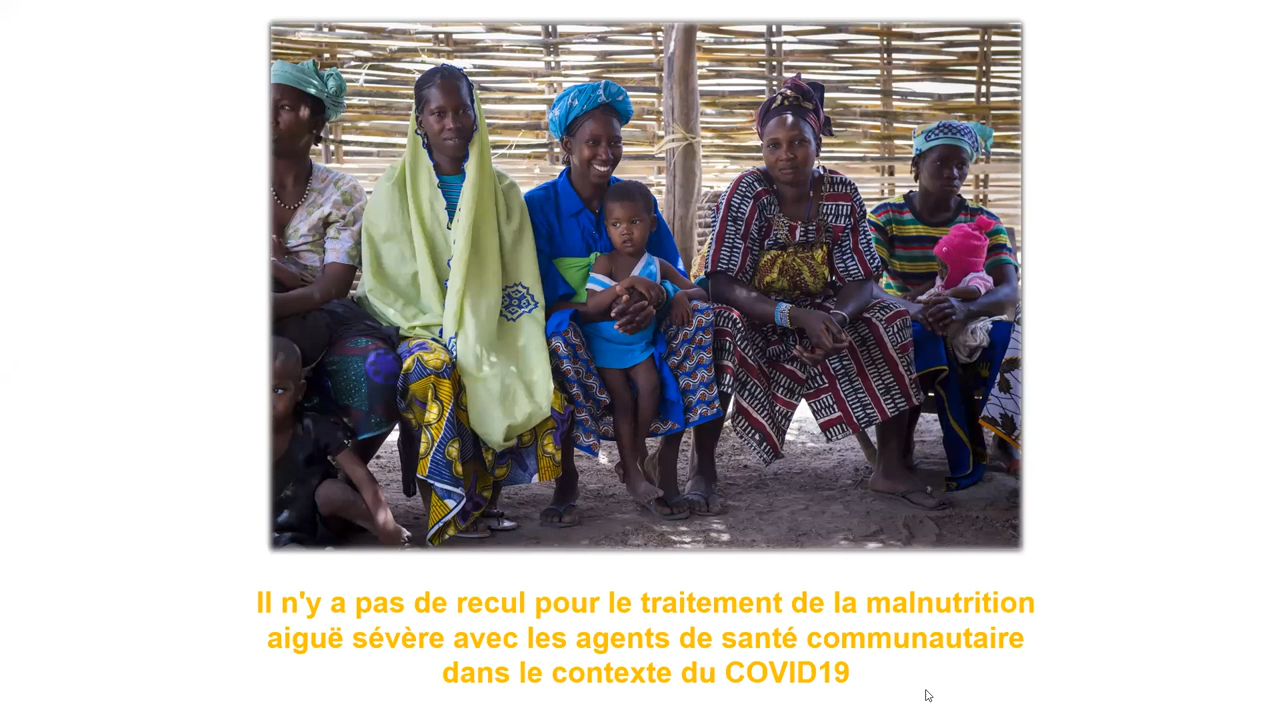 Il n'y a pas de recul pour le traitement de la malnutrition
aiguë sévère avec les agents de santé communautaire
dans le contexte du COVID19